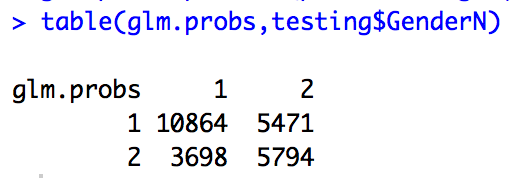 > table(glm.probs,testing$GenderN)
glm.probs 1 2
1 10864 5471
2 3698 5794